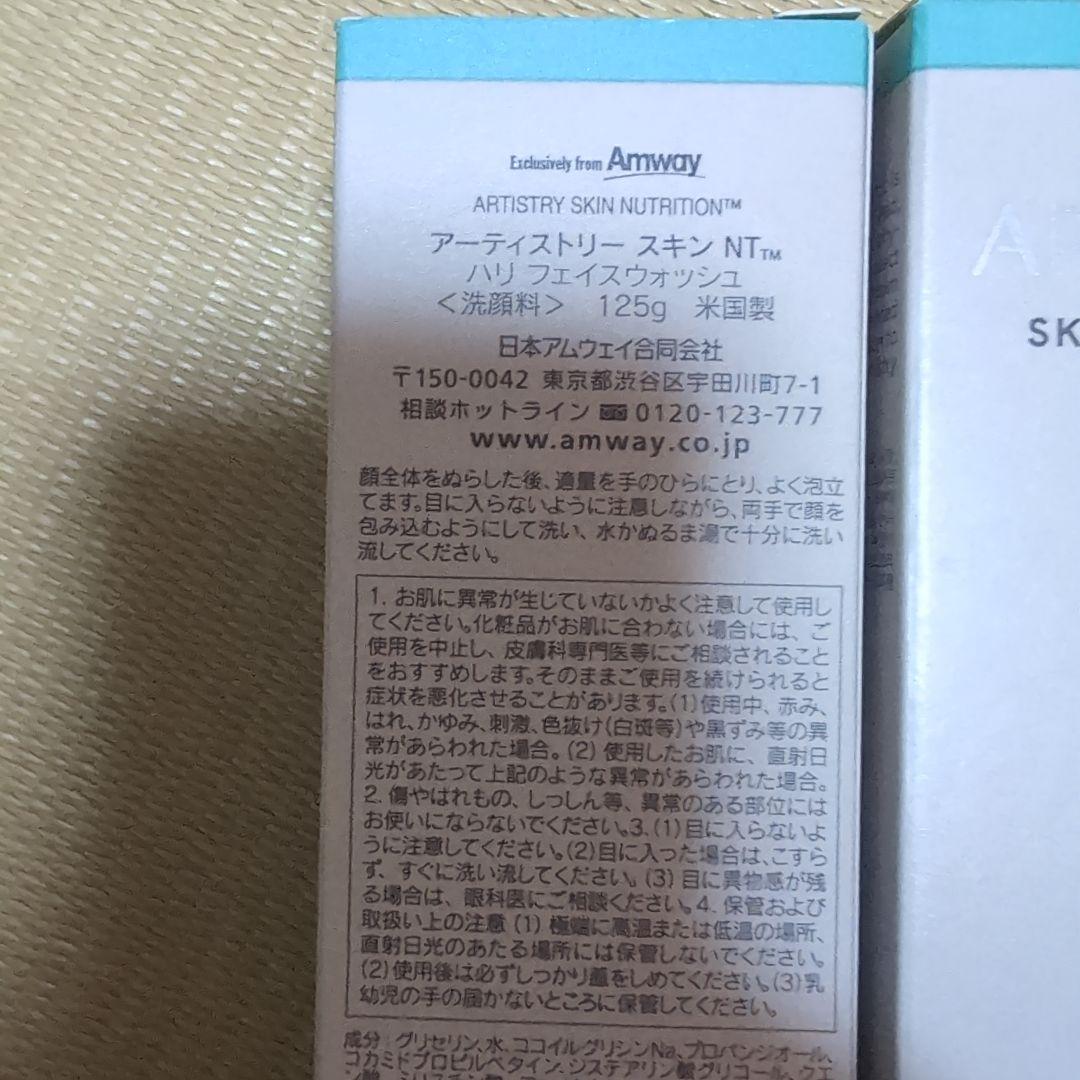 Exclusively from Amway
ARTISTRY SKIN NUTRITION™
アーティストリー スキン NT™
ハリ フェイスウォッシュ
＜洗顔料＞ 125g 米国製
日本アムウェイ合同会社
〒150-0042 東京都渋谷区宇田川町7-1
相談ホットライン 0120-123-777
www.amway.co.jp
顔全体をぬらした後、適量を手のひらにとり、よく泡立
てます。目に入らないように注意しながら、両手で顔を
包み込むようにして洗い、水かぬるま湯で十分に洗い
流してください。
1. お肌に異常が生じていないかよく注意して使用し
てください。化粧品がお肌に合わない場合には、ご
使用を中止し、皮膚科専門医等にご相談されること
をおすすめします。そのままご使用を続けられると
症状を悪化させることがあります。(1)使用中、赤み、
はれ、かゆみ、刺激、色抜け(白斑等)や黒ずみ等の異
常があらわれた場合。(2) 使用したお肌に、直射日
光があたって上記のような異常があらわれた場合。
2. 傷やはれもの、しっしん等、異常のある部位には
お使いにならないでください。3.(1)目に入らないよ
うに注意してください。(2)目に入った場合は、こすら
ず、すぐに洗い流してください。(3) 目に異物感が残
る場合は、眼科医にご相談ください。4. 保管および
取扱い上の注意 (1) 極端に高温または低温の場所、
直射日光のあたる場所には保管しないでください。
(2)使用後は必ずしっかり蓋をしめてください。(3)乳
幼児の手の届かないところに保管してください。
成分 グリセリン、水、ココイルグリシンNa、プロパンジオール、
コカミドプロピルベタイン、ジステアリン酸グリコール、クエ
A
SK